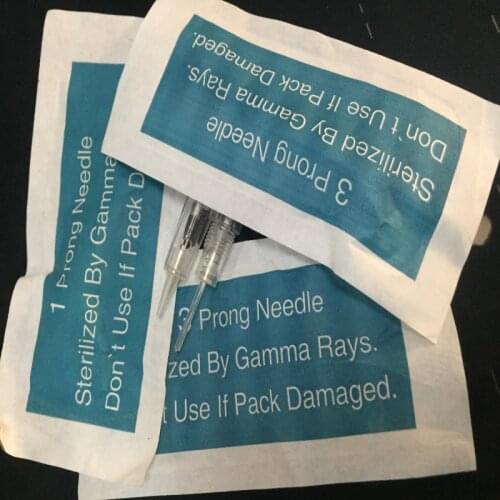 3 Prong Needle
Sterilized By Gamma Rays.
Don`t Use If Pack Damaged.
1 Prong Needle
Sterilized By Gamma
Don`t Use If Pack D
3 Prong Needle
zed By Gamma Rays.
t Use If Pack Damaged.